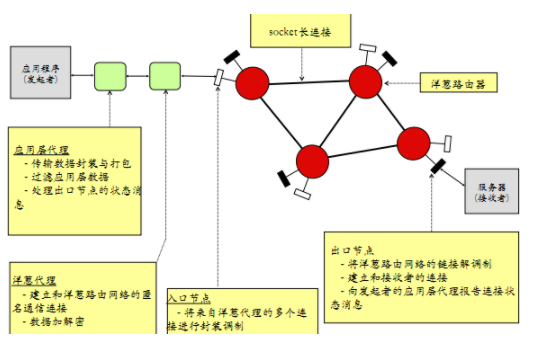 socket长连接
应用程序
(发起者)
洋葱路由器
应用层代理
- 传输数据封装与打包
- 过滤应用层数据
- 处理出口节点的状态消
息
服务器
(接收者)
洋葱代理
- 建立和洋葱路由网络的匿
名通信连接
- 数据加解密
入口节点
- 将来自洋葱代理的多个连
接进行封装调制
出口节点
- 将洋葱路由网络的链接解调制
- 建立和接收者的连接
- 向发起者的应用层代理报告连接状
态消息